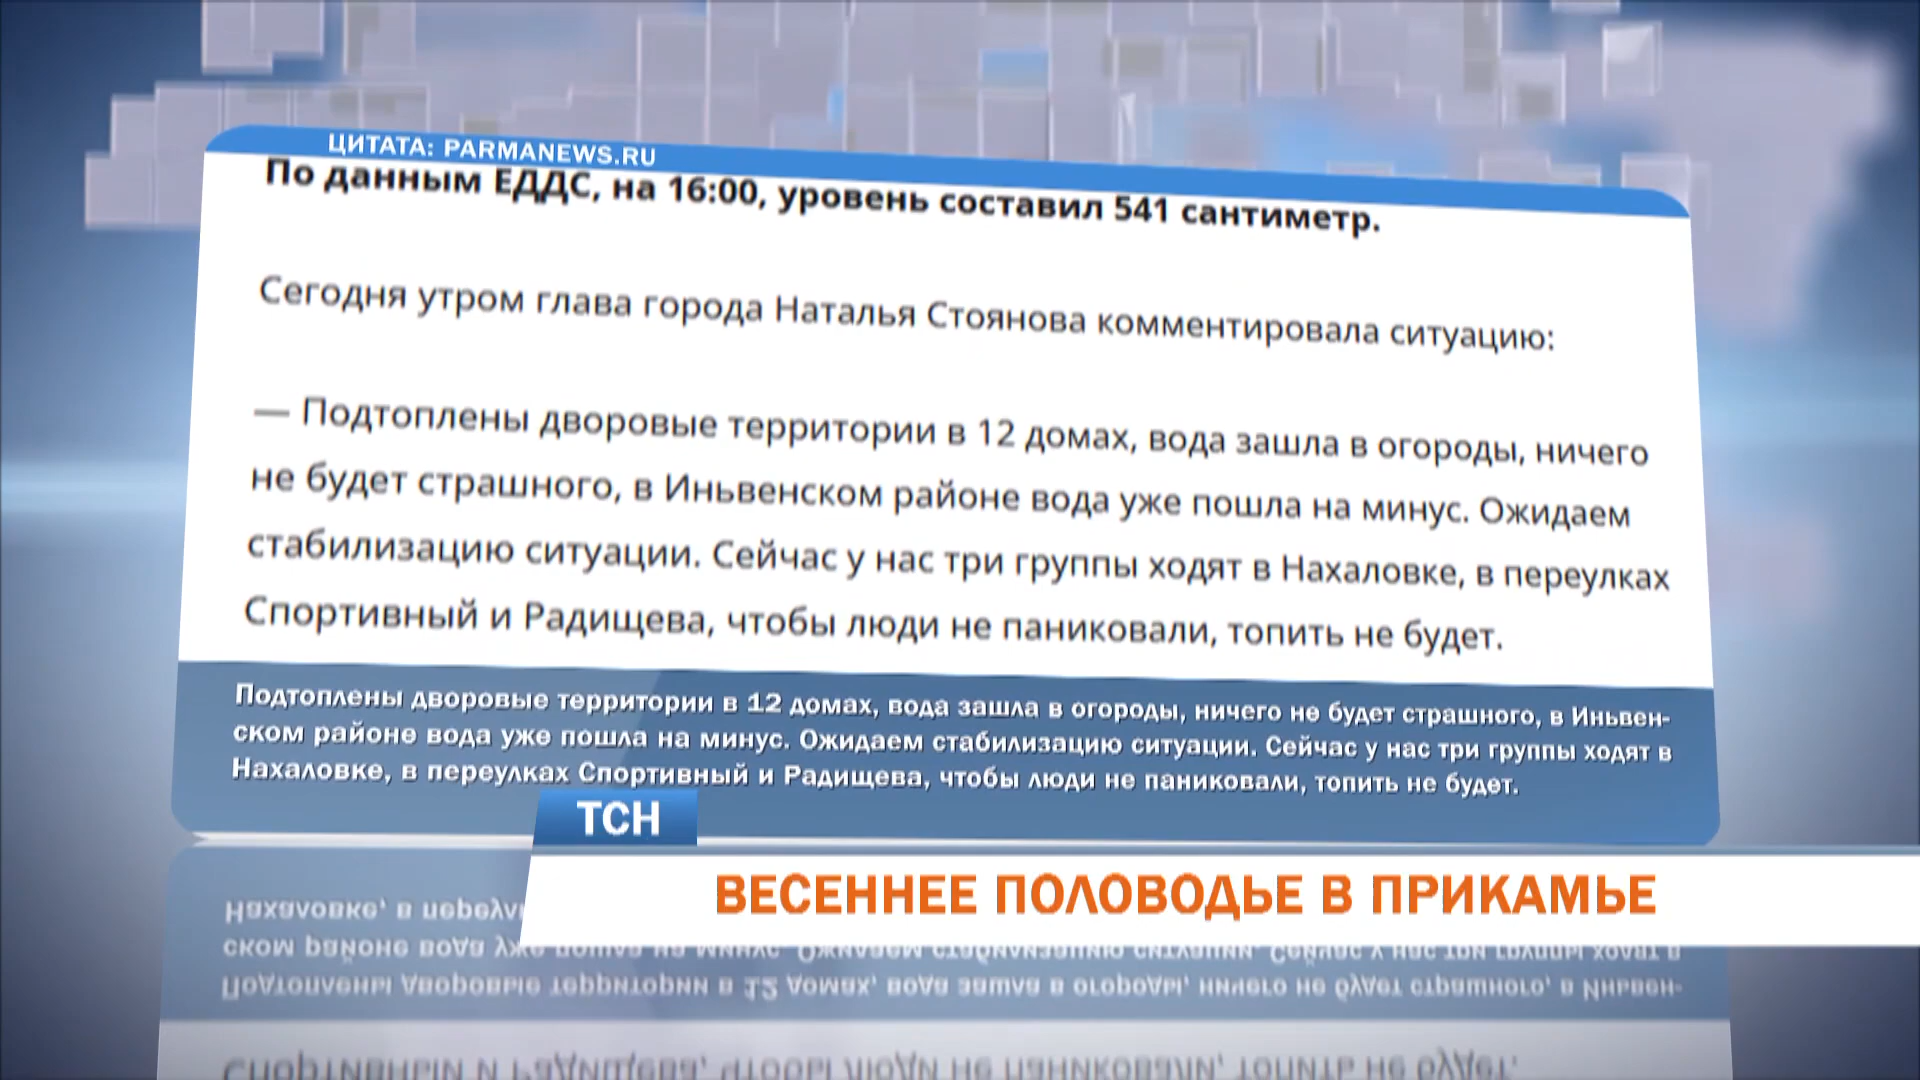 ЦИТАТА: PARMANEWS.RU
По данным ЕДДС, на 16:00, уровень составил 541 сантиметр.
Сегодня утром глава города Наталья Стоянова комментировала ситуацию:
— Подтоплены дворовые территории в 12 домах, вода зашла в огороды, ничего
не будет страшного, в Иньвенском районе вода уже пошла на минус. Ожидаем
стабилизацию ситуации. Сейчас у нас три группы ходят в Нахаловке, в переулках
Спортивный и Радищева, чтобы люди не паниковали, топить не будет.
Подтоплены дворовые территории в 12 домах, вода зашла в огороды, ничего не будет страшного, в Иньвен-
ском районе вода уже пошла на минус. Ожидаем стабилизацию ситуации. Сейчас у нас три группы ходят в
Нахаловке, в переулках Спортивный и Радищева, чтобы люди не паниковали, топить не будет.
ТСН
ВЕСЕННЕЕ ПОЛОВОДЬЕ В ПРИКАМЬЕ